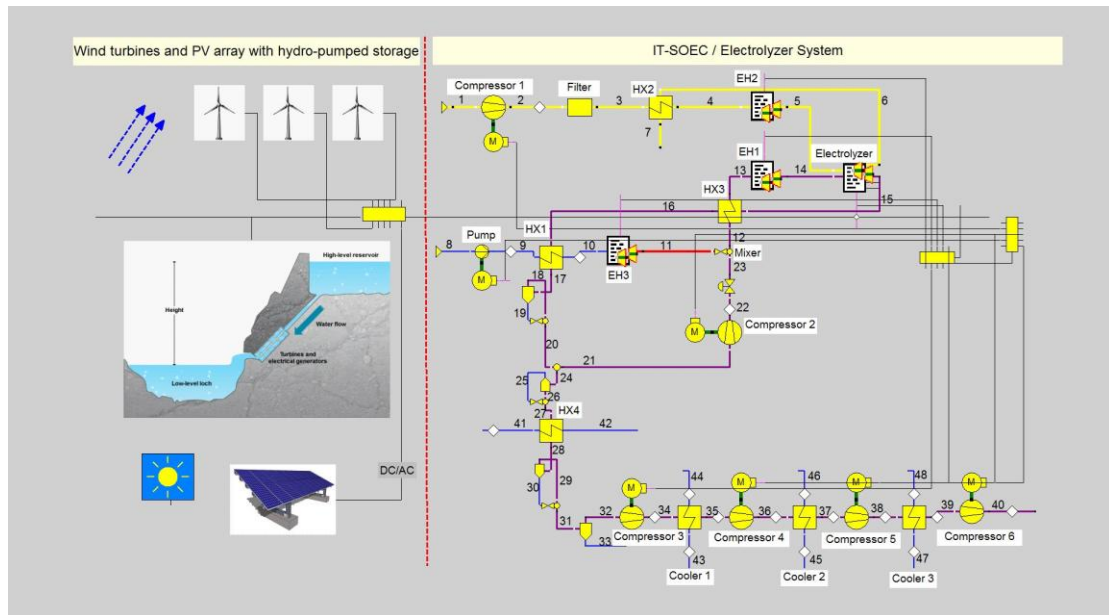 Wind turbines and PV array with hydro-pumped storage
IT-SOEC / Electrolyzer System
EH2
Compressor 1
Filter
HX2
1
2
3
4
5
6
M
7
EH1
Electrolyzer
13
14
HX3
15
16
HX1
Pump
8
9
10
11
12
Mixer
M
EH3
23
18
17
22
19
M
Compressor 2
20
21
25
24
26
27
HX4
41
42
28
29
30
31
High-level reservoir
Height
Water flow
Turbines and
electrical generators
Low-level loch
DC/AC
M
44
M
46
M
48
M
32
34
35
36
37
38
39
40
33
Compressor 3
Compressor 4
Compressor 5
Compressor 6
43
45
47
Cooler 1
Cooler 2
Cooler 3